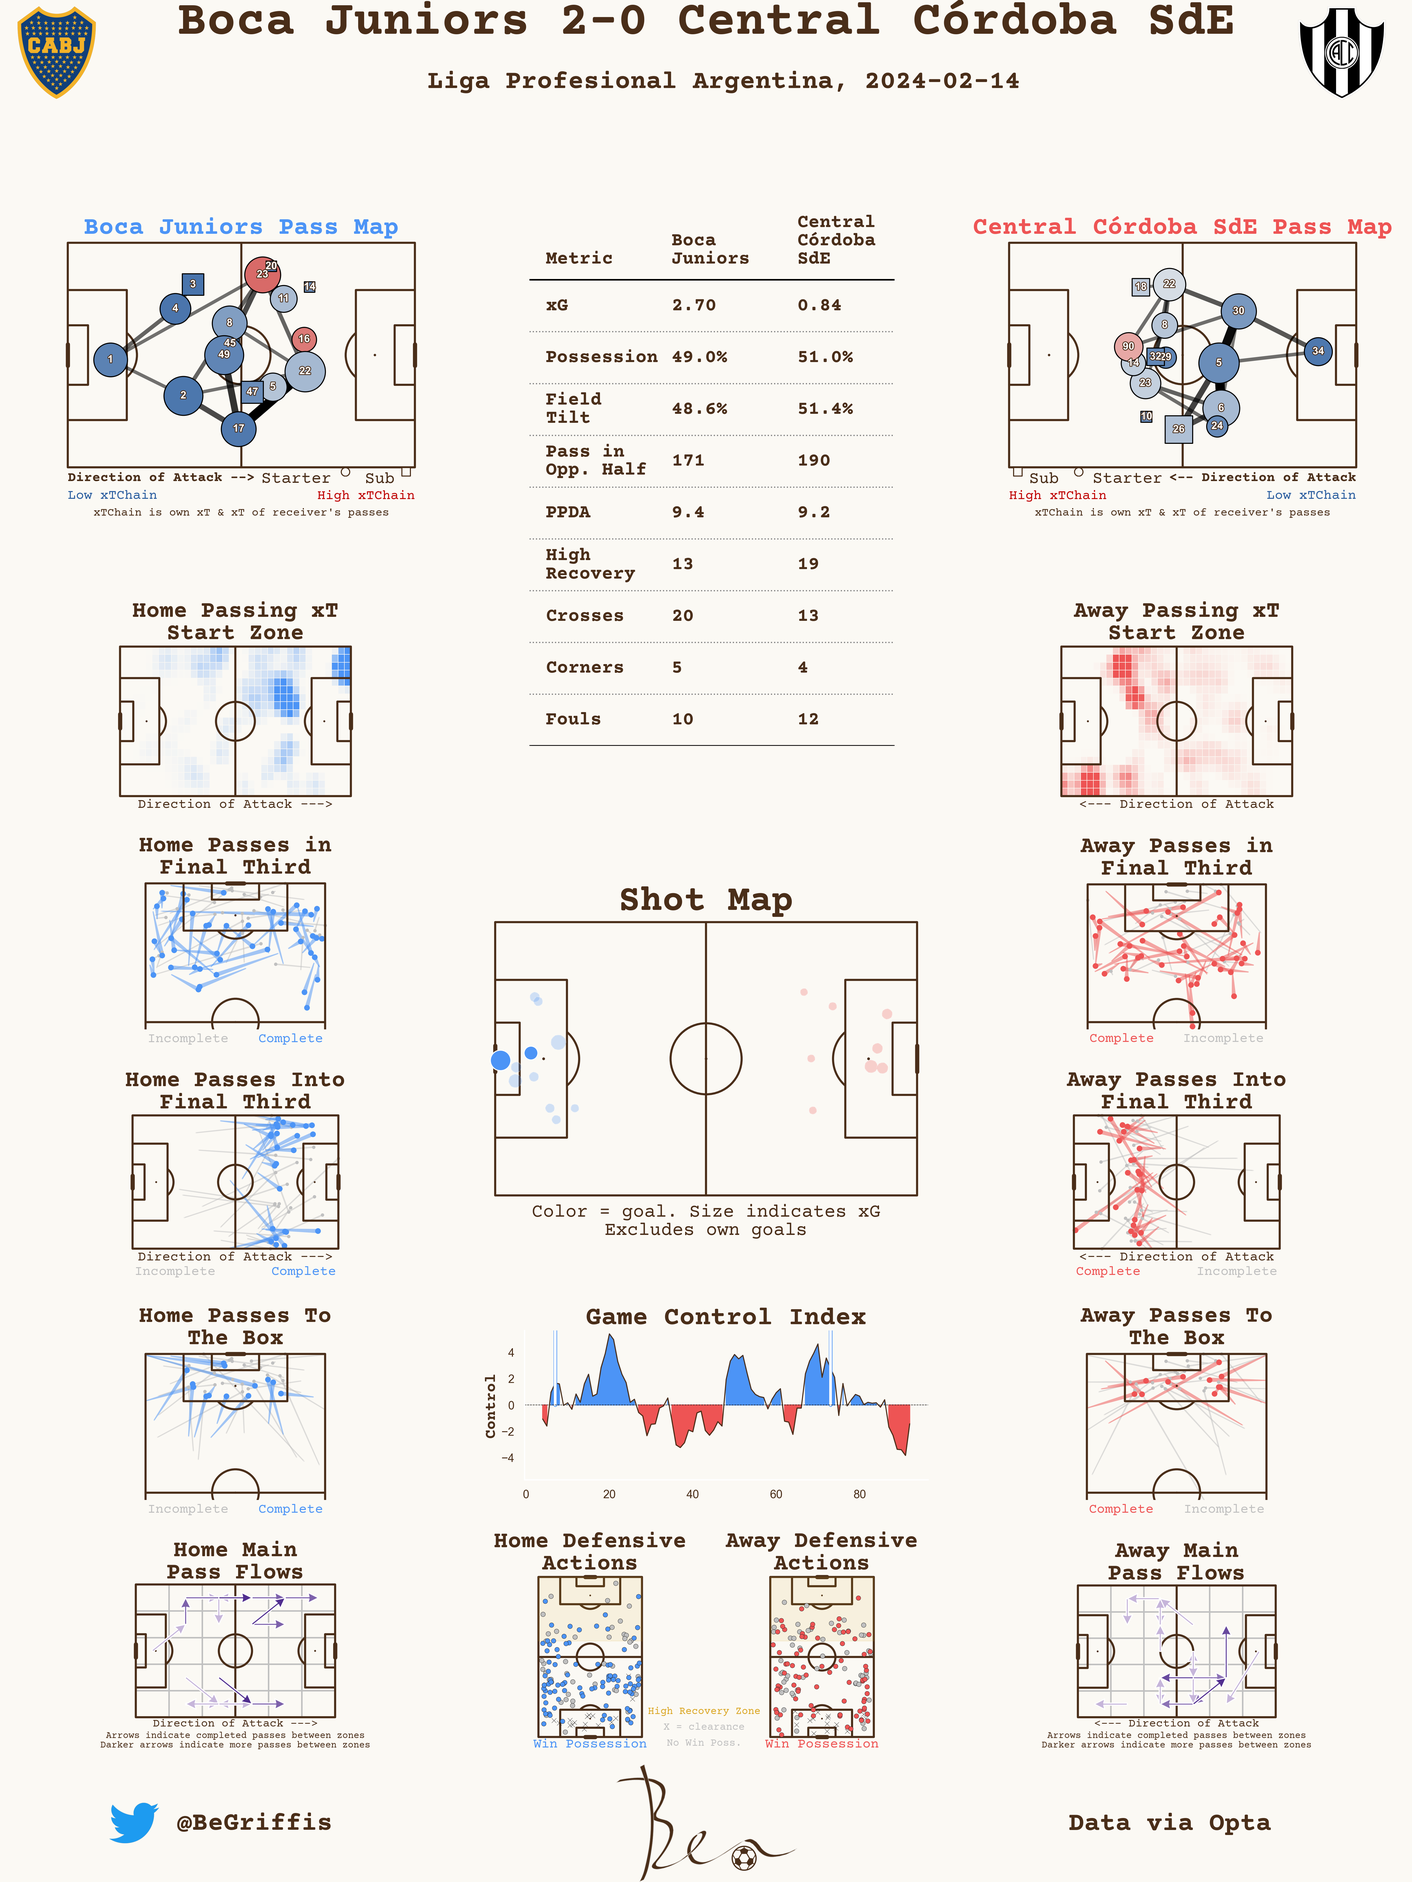 Boca Juniors 2-0 Central Córdoba SdE
CABJ
Liga Profesional Argentina, 2024-02-14
Boca Juniors Pass Map
3
4
1
2
23
20
14
11
8
45
49
16
22
47
5
17
Direction of Attack --> Starter Sub
Low xTChain High xTChain
xTChain is own xT & xT of receiver's passes
Metric Boca Juniors Central Córdoba SdE
xG 2.70 0.84
Possession 49.0% 51.0%
Field Tilt 48.6% 51.4%
Pass in Opp. Half 171 190
PPDA 9.4 9.2
High Recovery 13 19
Crosses 20 13
Corners 5 4
Fouls 10 12
Central Córdoba SdE Pass Map
18
22
30
8
90
14
32
29
5
34
23
10
26
6
24
Sub Starter <-- Direction of Attack
High xTChain Low xTChain
xTChain is own xT & xT of receiver's passes
Home Passing xT
Start Zone
Direction of Attack --->
Away Passing xT
Start Zone
<--- Direction of Attack
Home Passes in
Final Third
Incomplete Complete
Away Passes in
Final Third
Complete Incomplete
Shot Map
Color = goal. Size indicates xG
Excludes own goals
Home Passes Into
Final Third
Direction of Attack --->
Incomplete Complete
Away Passes Into
Final Third
<--- Direction of Attack
Complete Incomplete
Home Passes To
The Box
Incomplete Complete
Game Control Index
Control
4
2
0
−2
−4
0 20 40 60 80
Away Passes To
The Box
Complete Incomplete
Home Main
Pass Flows
Direction of Attack --->
Arrows indicate completed passes between zones
Darker arrows indicate more passes between zones
Home Defensive
Actions
Win Possession
Away Defensive
Actions
Win Possession
High Recovery Zone
X = clearance
No Win Poss.
Away Main
Pass Flows
<--- Direction of Attack
Arrows indicate completed passes between zones
Darker arrows indicate more passes between zones
@BeGriffis
Ben
Data via Opta